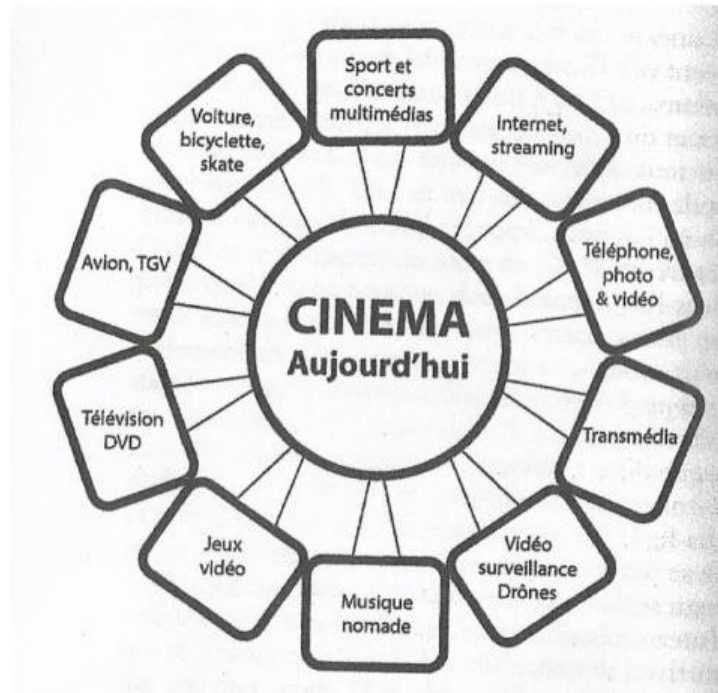 CINEMA
Aujourd'hui
Sport et
concerts
multimédias
Internet,
streaming
Téléphone,
photo
& vidéo
Transmédia
Vidéo
surveillance
Drônes
Musique
nomade
Jeux
vidéo
Télévision
DVD
Avion, TGV
Voiture,
bicyclette,
skate